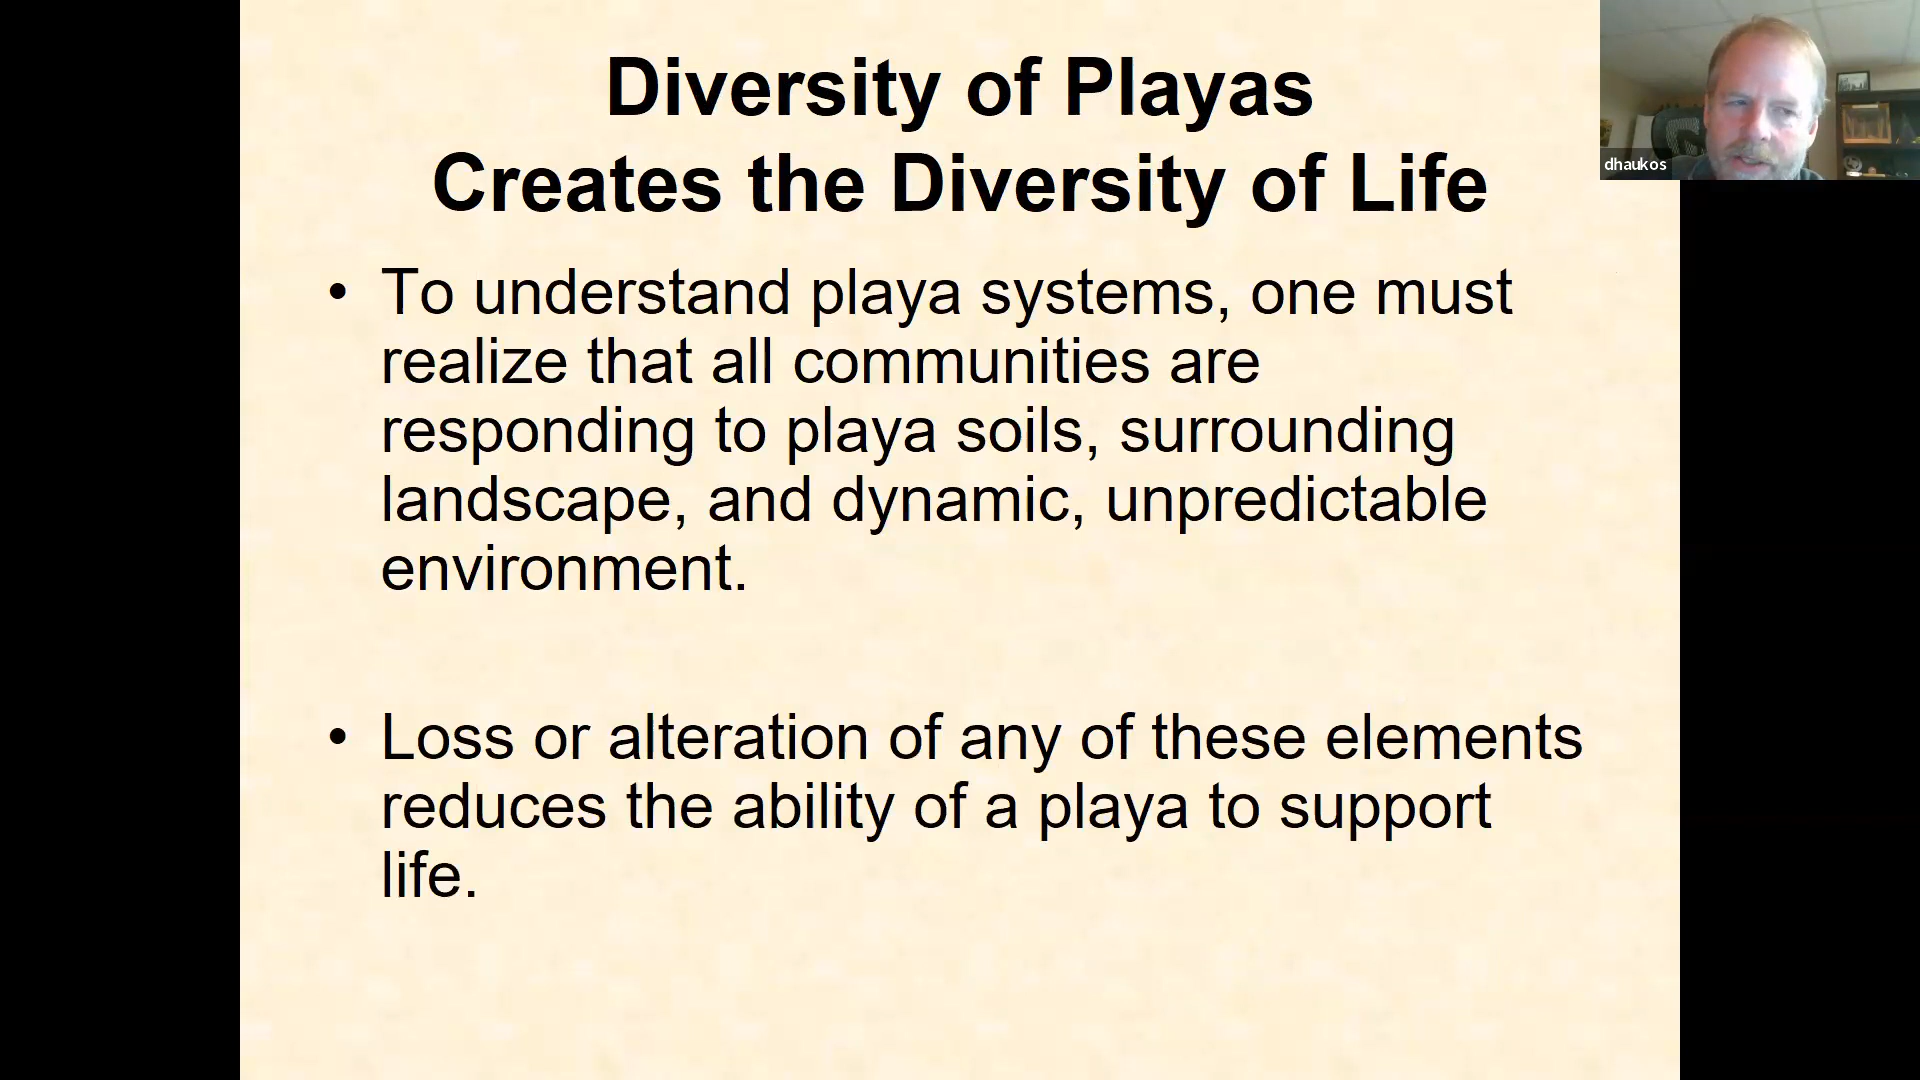 Diversity of Playas
Creates the Diversity of Life
dhaukos
• To understand playa systems, one must
realize that all communities are
responding to playa soils, surrounding
landscape, and dynamic, unpredictable
environment.
• Loss or alteration of any of these elements
reduces the ability of a playa to support
life.